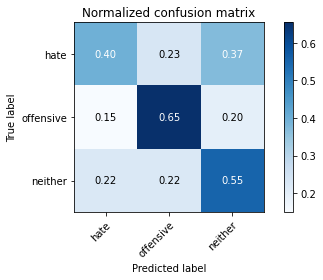 Normalized confusion matrix
hate 0.40 0.23 0.37
offensive 0.15 0.65 0.20
neither 0.22 0.22 0.55
True label
hate offensive neither
Predicted label
0.6
0.5
0.4
0.3
0.2